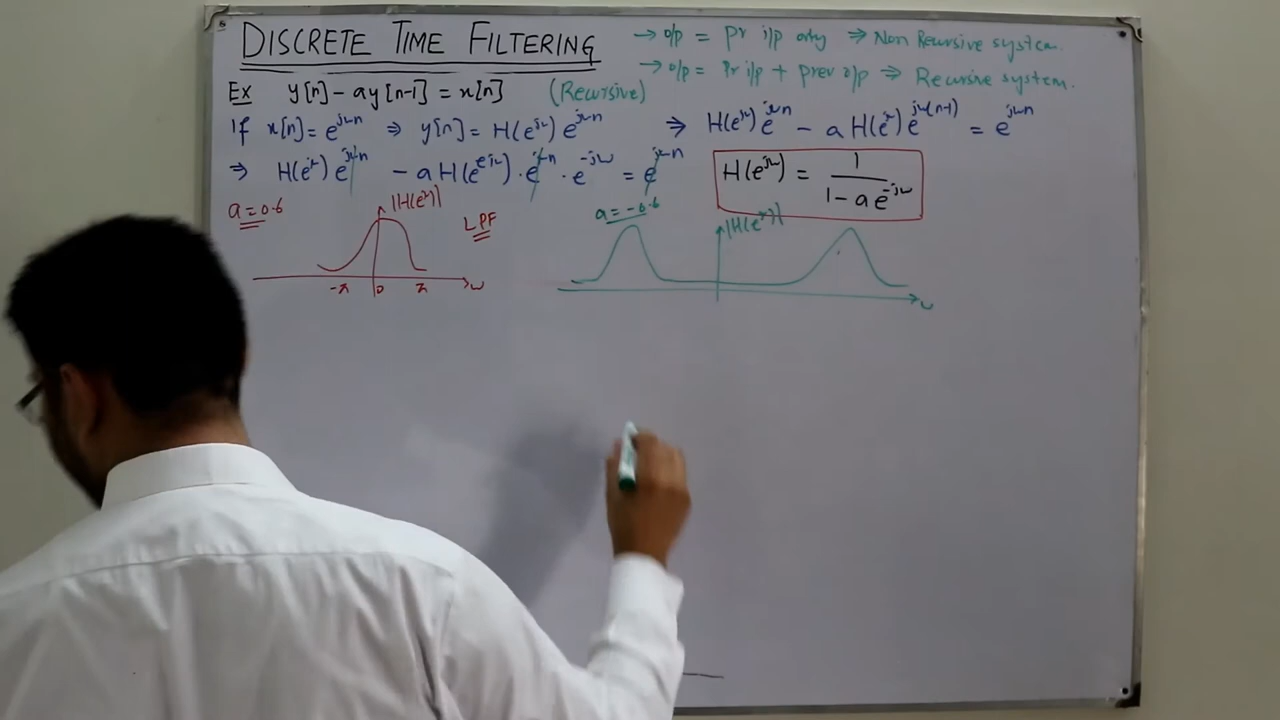 DISCRETE TIME FILTERING
→ o/p = Pr i/p only ⇒ Non Recursive system.
→ o/p = Pr i/p + prev o/p ⇒ Recursive system.
Ex y[n] - ay[n-1] = x[n] (Recursive)
If x[n] = e^{jωn} ⇒ y[n] = H(e^{jω}) e^{jωn} ⇒ H(e^{jω}) e^{jωn} - a H(e^{jω}) e^{jω(n-1)} = e^{jωn}
⇒ H(e^{jω}) e^{jωn} - a H(e^{jω}) · e^{jωn} · e^{-jω} = e^{jωn}
H(e^{jω}) = 1 / (1 - a e^{-jω})
a = 0.6 |H(e^{jω})| LPF
-π 0 π ω
a = -0.6 |H(e^{jω})|
ω